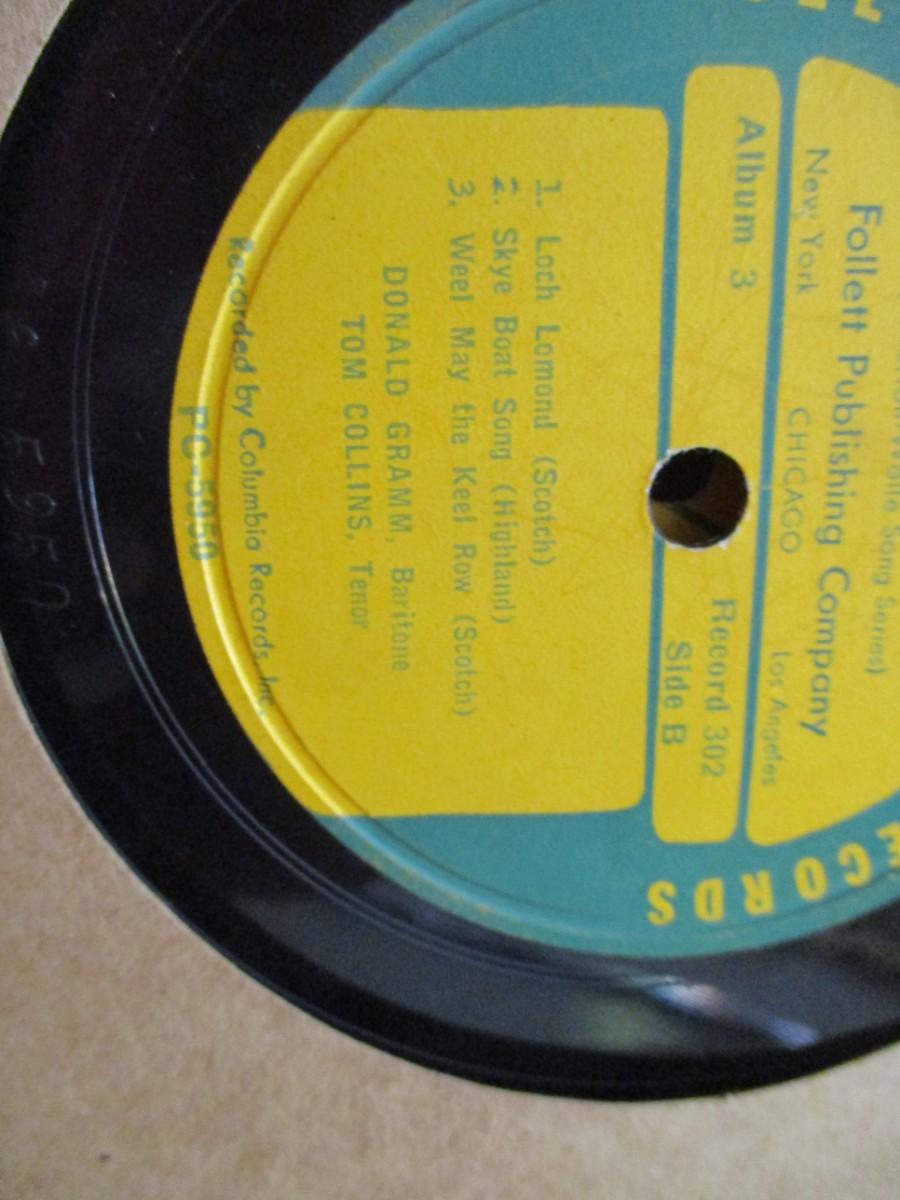 Song Series)
Follett Publishing Company
New York CHICAGO Los Angeles
Album 3 Record 302
Side B
1. Loch Lomond (Scotch)
2. Skye Boat Song (Highland)
3. Weel May the Keel Row (Scotch)
DONALD GRAMM, Baritone
TOM COLLINS, Tenor
Recorded by Columbia Records, Inc.
PC-5950